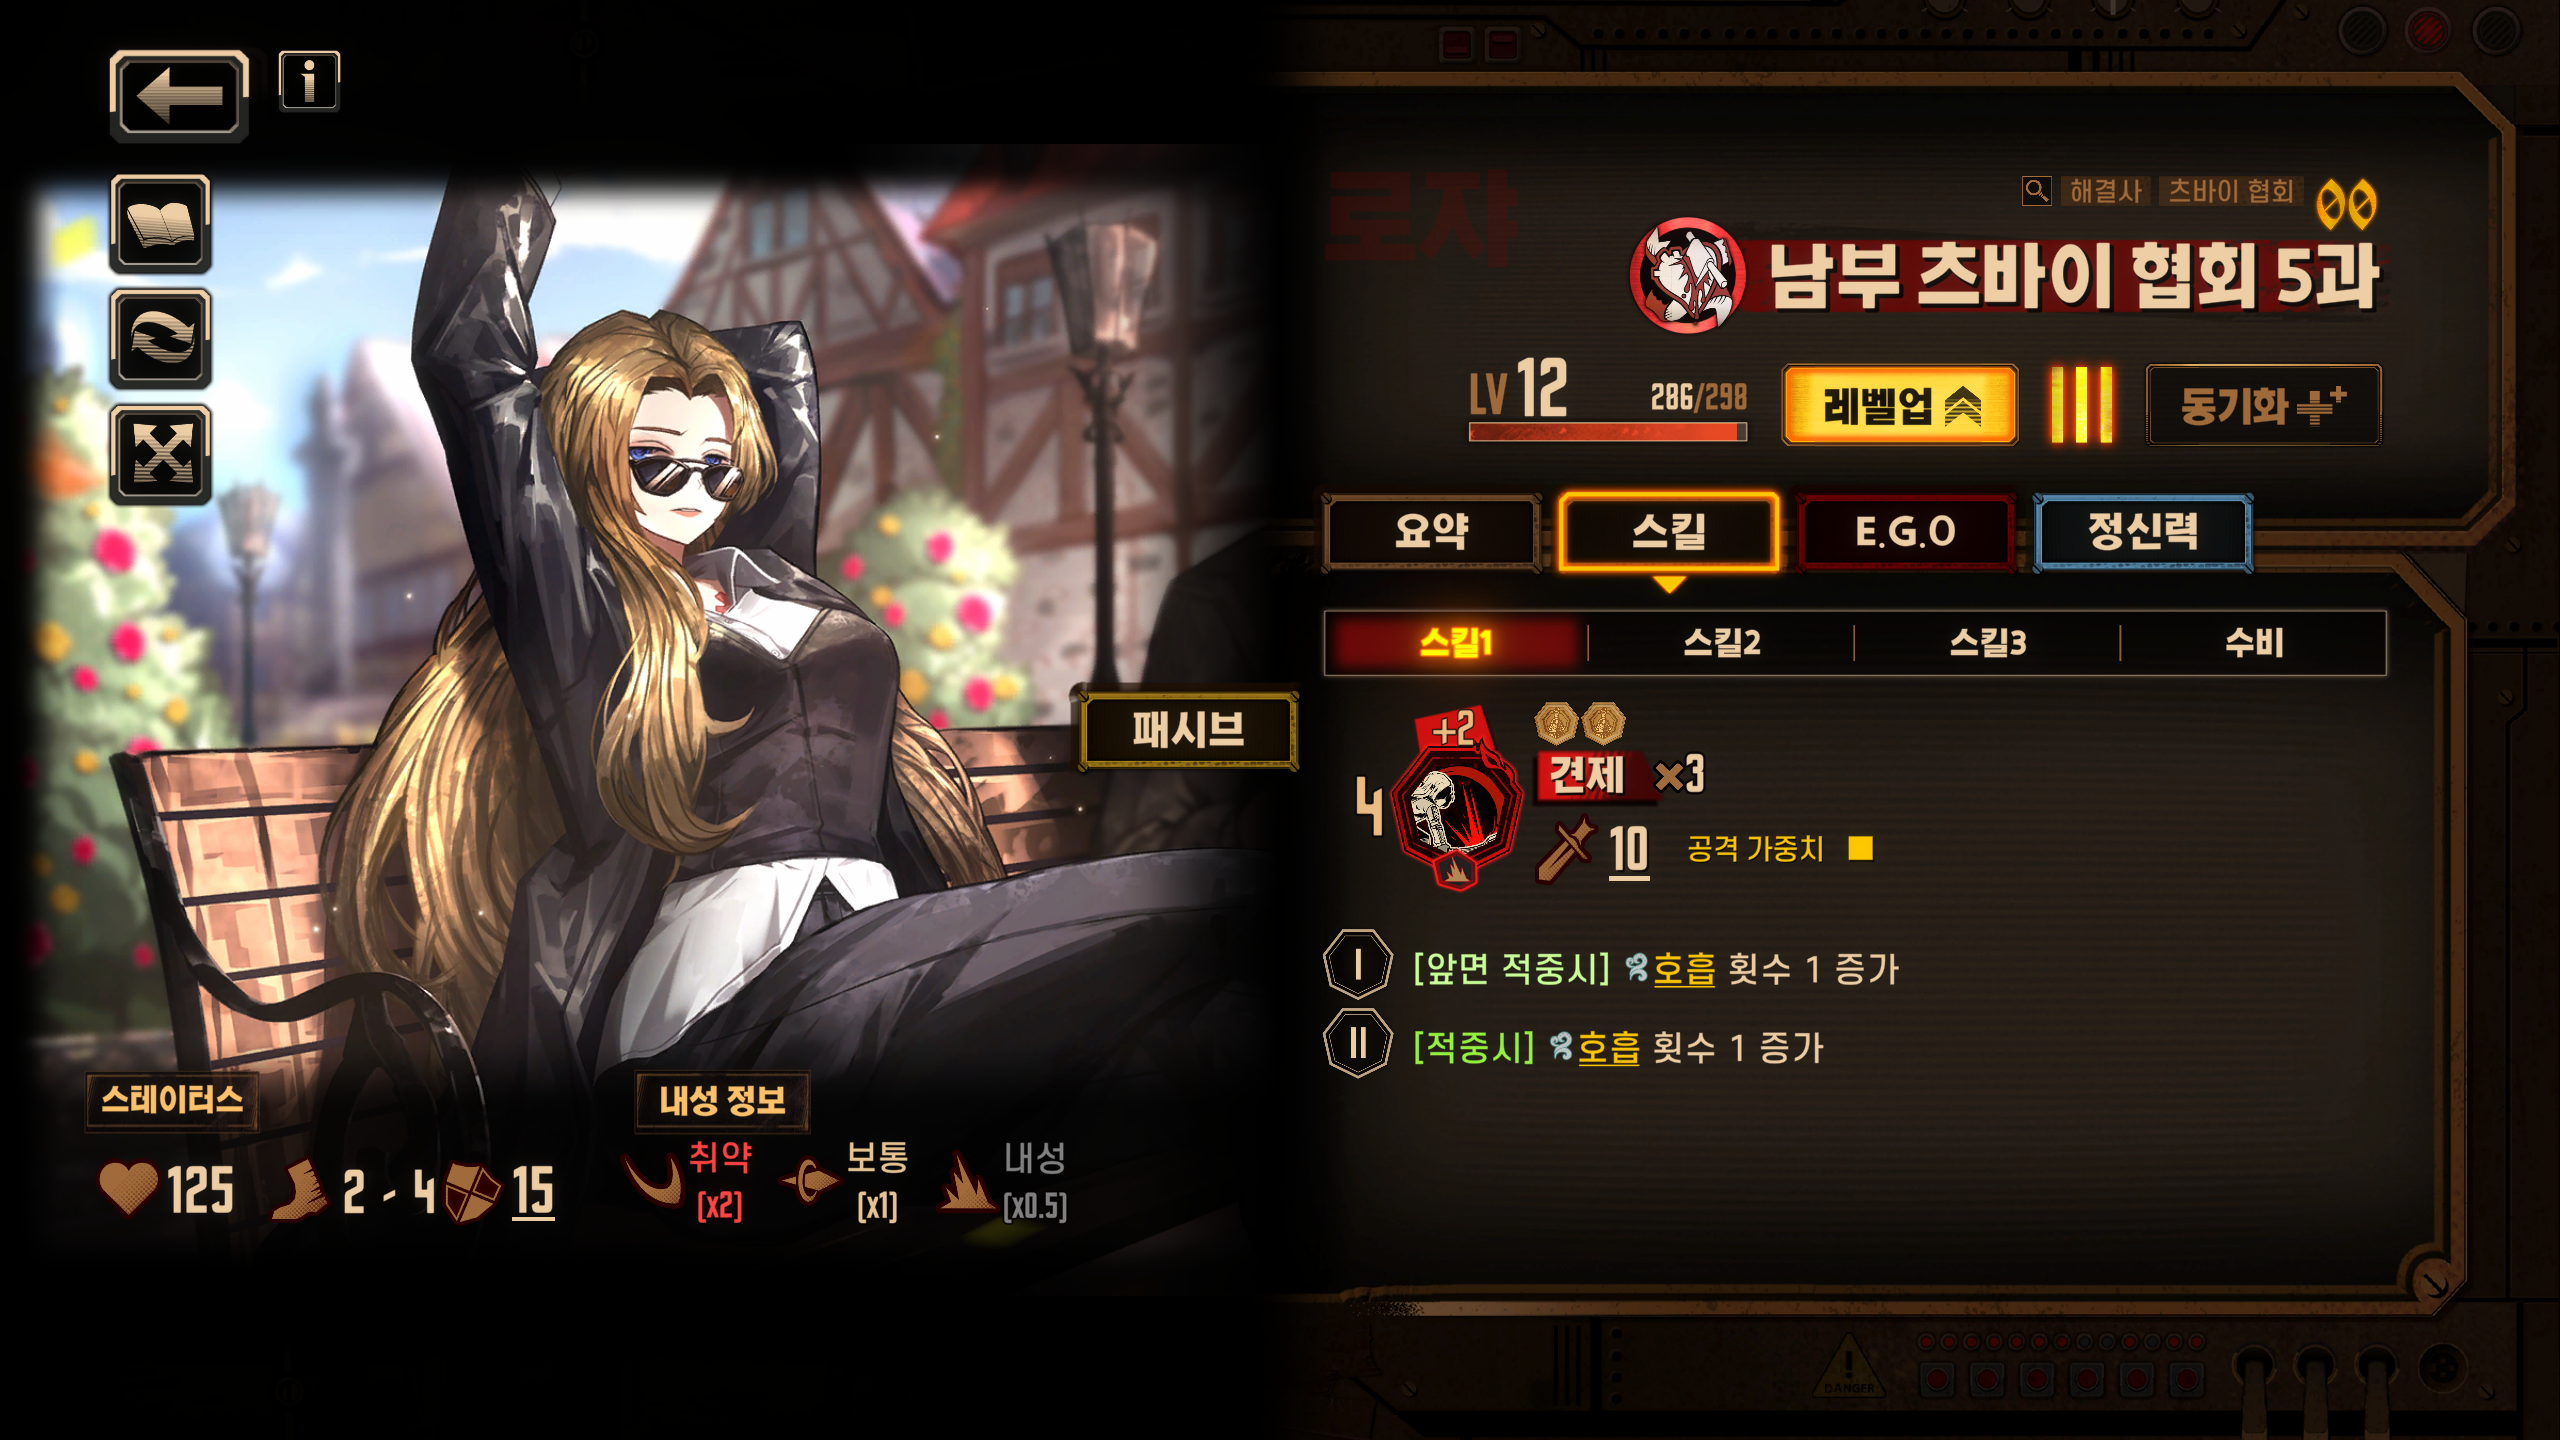 i
로쟈
해결사 츠바이 협회
남부 츠바이 협회 5과
LV 12 286/298 레벨업 동기화
요약 스킬 E.G.O 정신력
스킬1 스킬2 스킬3 수비
패시브
+2
견제 ×3
4
10 공격 가중치
I [앞면 적중시] 호흡 횟수 1 증가
II [적중시] 호흡 횟수 1 증가
스테이터스
125 2 - 4 15
내성 정보
취약 보통 내성
[x2] [x1] [x0.5]
DANGER